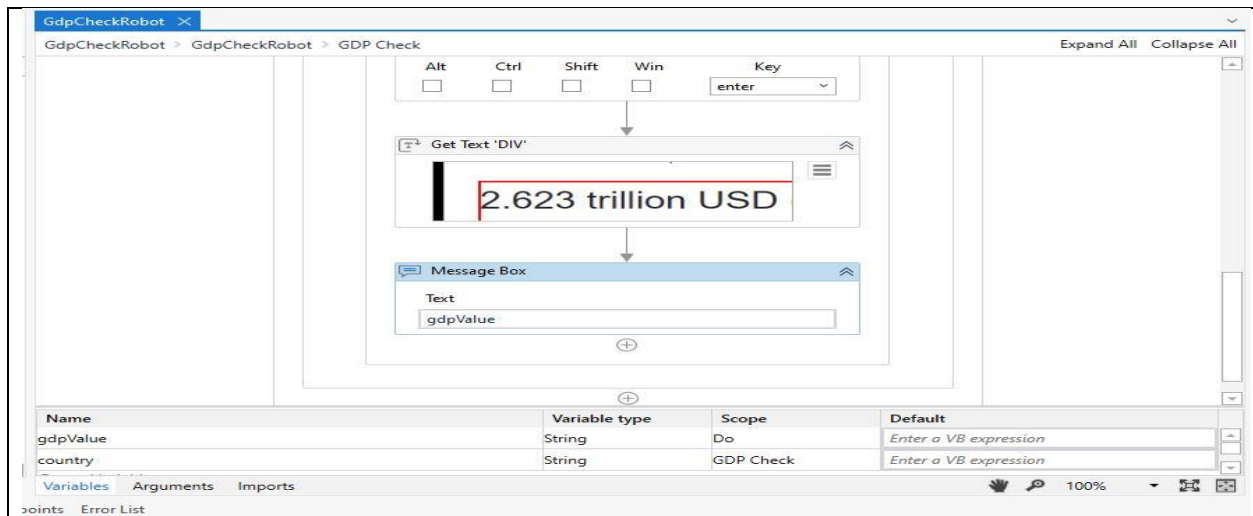 GdpCheckRobot ×
GdpCheckRobot > GdpCheckRobot > GDP Check Expand All Collapse All
Alt Ctrl Shift Win Key
enter
Get Text 'DIV'
2.623 trillion USD
Message Box
Text
gdpValue
Name Variable type Scope Default
gdpValue String Do Enter a VB expression
country String GDP Check Enter a VB expression
Variables Arguments Imports 100%
oints Error List